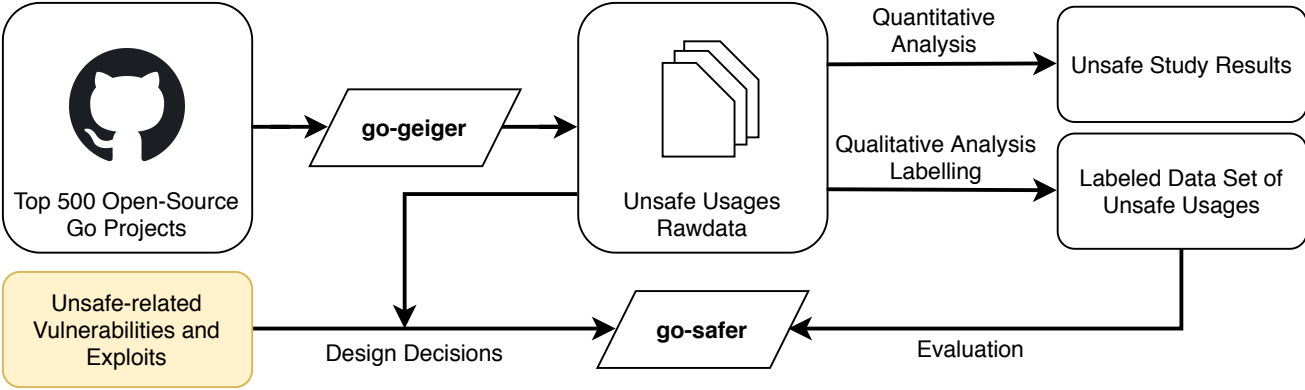 Top 500 Open-Source
Go Projects
go-geiger
Unsafe Usages
Rawdata
Quantitative
Analysis
Unsafe Study Results
Qualitative Analysis
Labelling
Labeled Data Set of
Unsafe Usages
Unsafe-related
Vulnerabilities and
Exploits
Design Decisions
go-safer
Evaluation